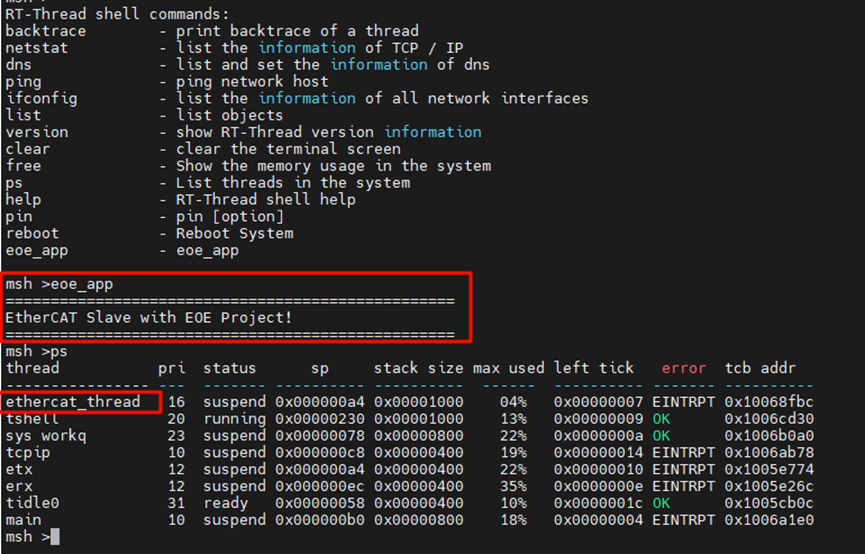 RT-Thread shell commands:
backtrace        - print backtrace of a thread
netstat          - list the information of TCP / IP
dns              - list and set the information of dns
ping             - ping network host
ifconfig         - list the information of all network interfaces
list             - list objects
version          - show RT-Thread version information
clear            - clear the terminal screen
free             - Show the memory usage in the system
ps               - List threads in the system
help             - RT-Thread shell help
pin              - pin [option]
reboot           - Reboot System
eoe_app          - eoe_app
msh >eoe_app
==================================================
EtherCAT Slave with EOE Project!
==================================================
msh >ps
thread           pri  status      sp     stack size max used left tick   error  tcb addr
---------------- ---  ------- ---------- ----------  ------  ---------- ------- ----------
ethercat_thread   16  suspend 0x000000a4 0x00001000    04%   0x00000007 EINTRPT 0x10068fbc
tshell            20  running 0x00000230 0x00001000    13%   0x00000009 OK      0x1006cd30
sys workq         23  suspend 0x00000078 0x00000800    22%   0x0000000a OK      0x1006b0a0
tcpip             10  suspend 0x000000c8 0x00000400    19%   0x00000014 EINTRPT 0x1006ab78
etx               12  suspend 0x000000a4 0x00000400    22%   0x00000010 EINTRPT 0x1005e774
erx               12  suspend 0x000000ec 0x00000400    35%   0x0000000e EINTRPT 0x1005e26c
tidle0            31  ready   0x00000058 0x00000400    10%   0x0000001c OK      0x1005cb0c
main              10  suspend 0x000000b0 0x00000800    18%   0x00000004 EINTRPT 0x1006a1e0
msh >